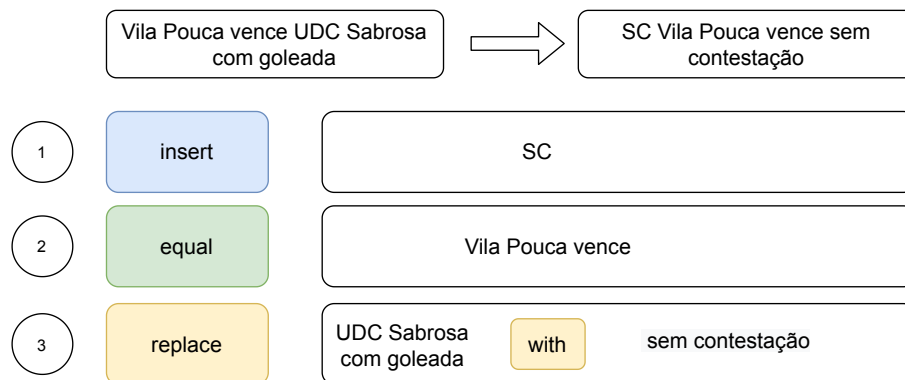 Vila Pouca vence UDC Sabrosa
com goleada
SC Vila Pouca vence sem
contestação
1
insert
SC
2
equal
Vila Pouca vence
3
replace
UDC Sabrosa
com goleada
with
sem contestação